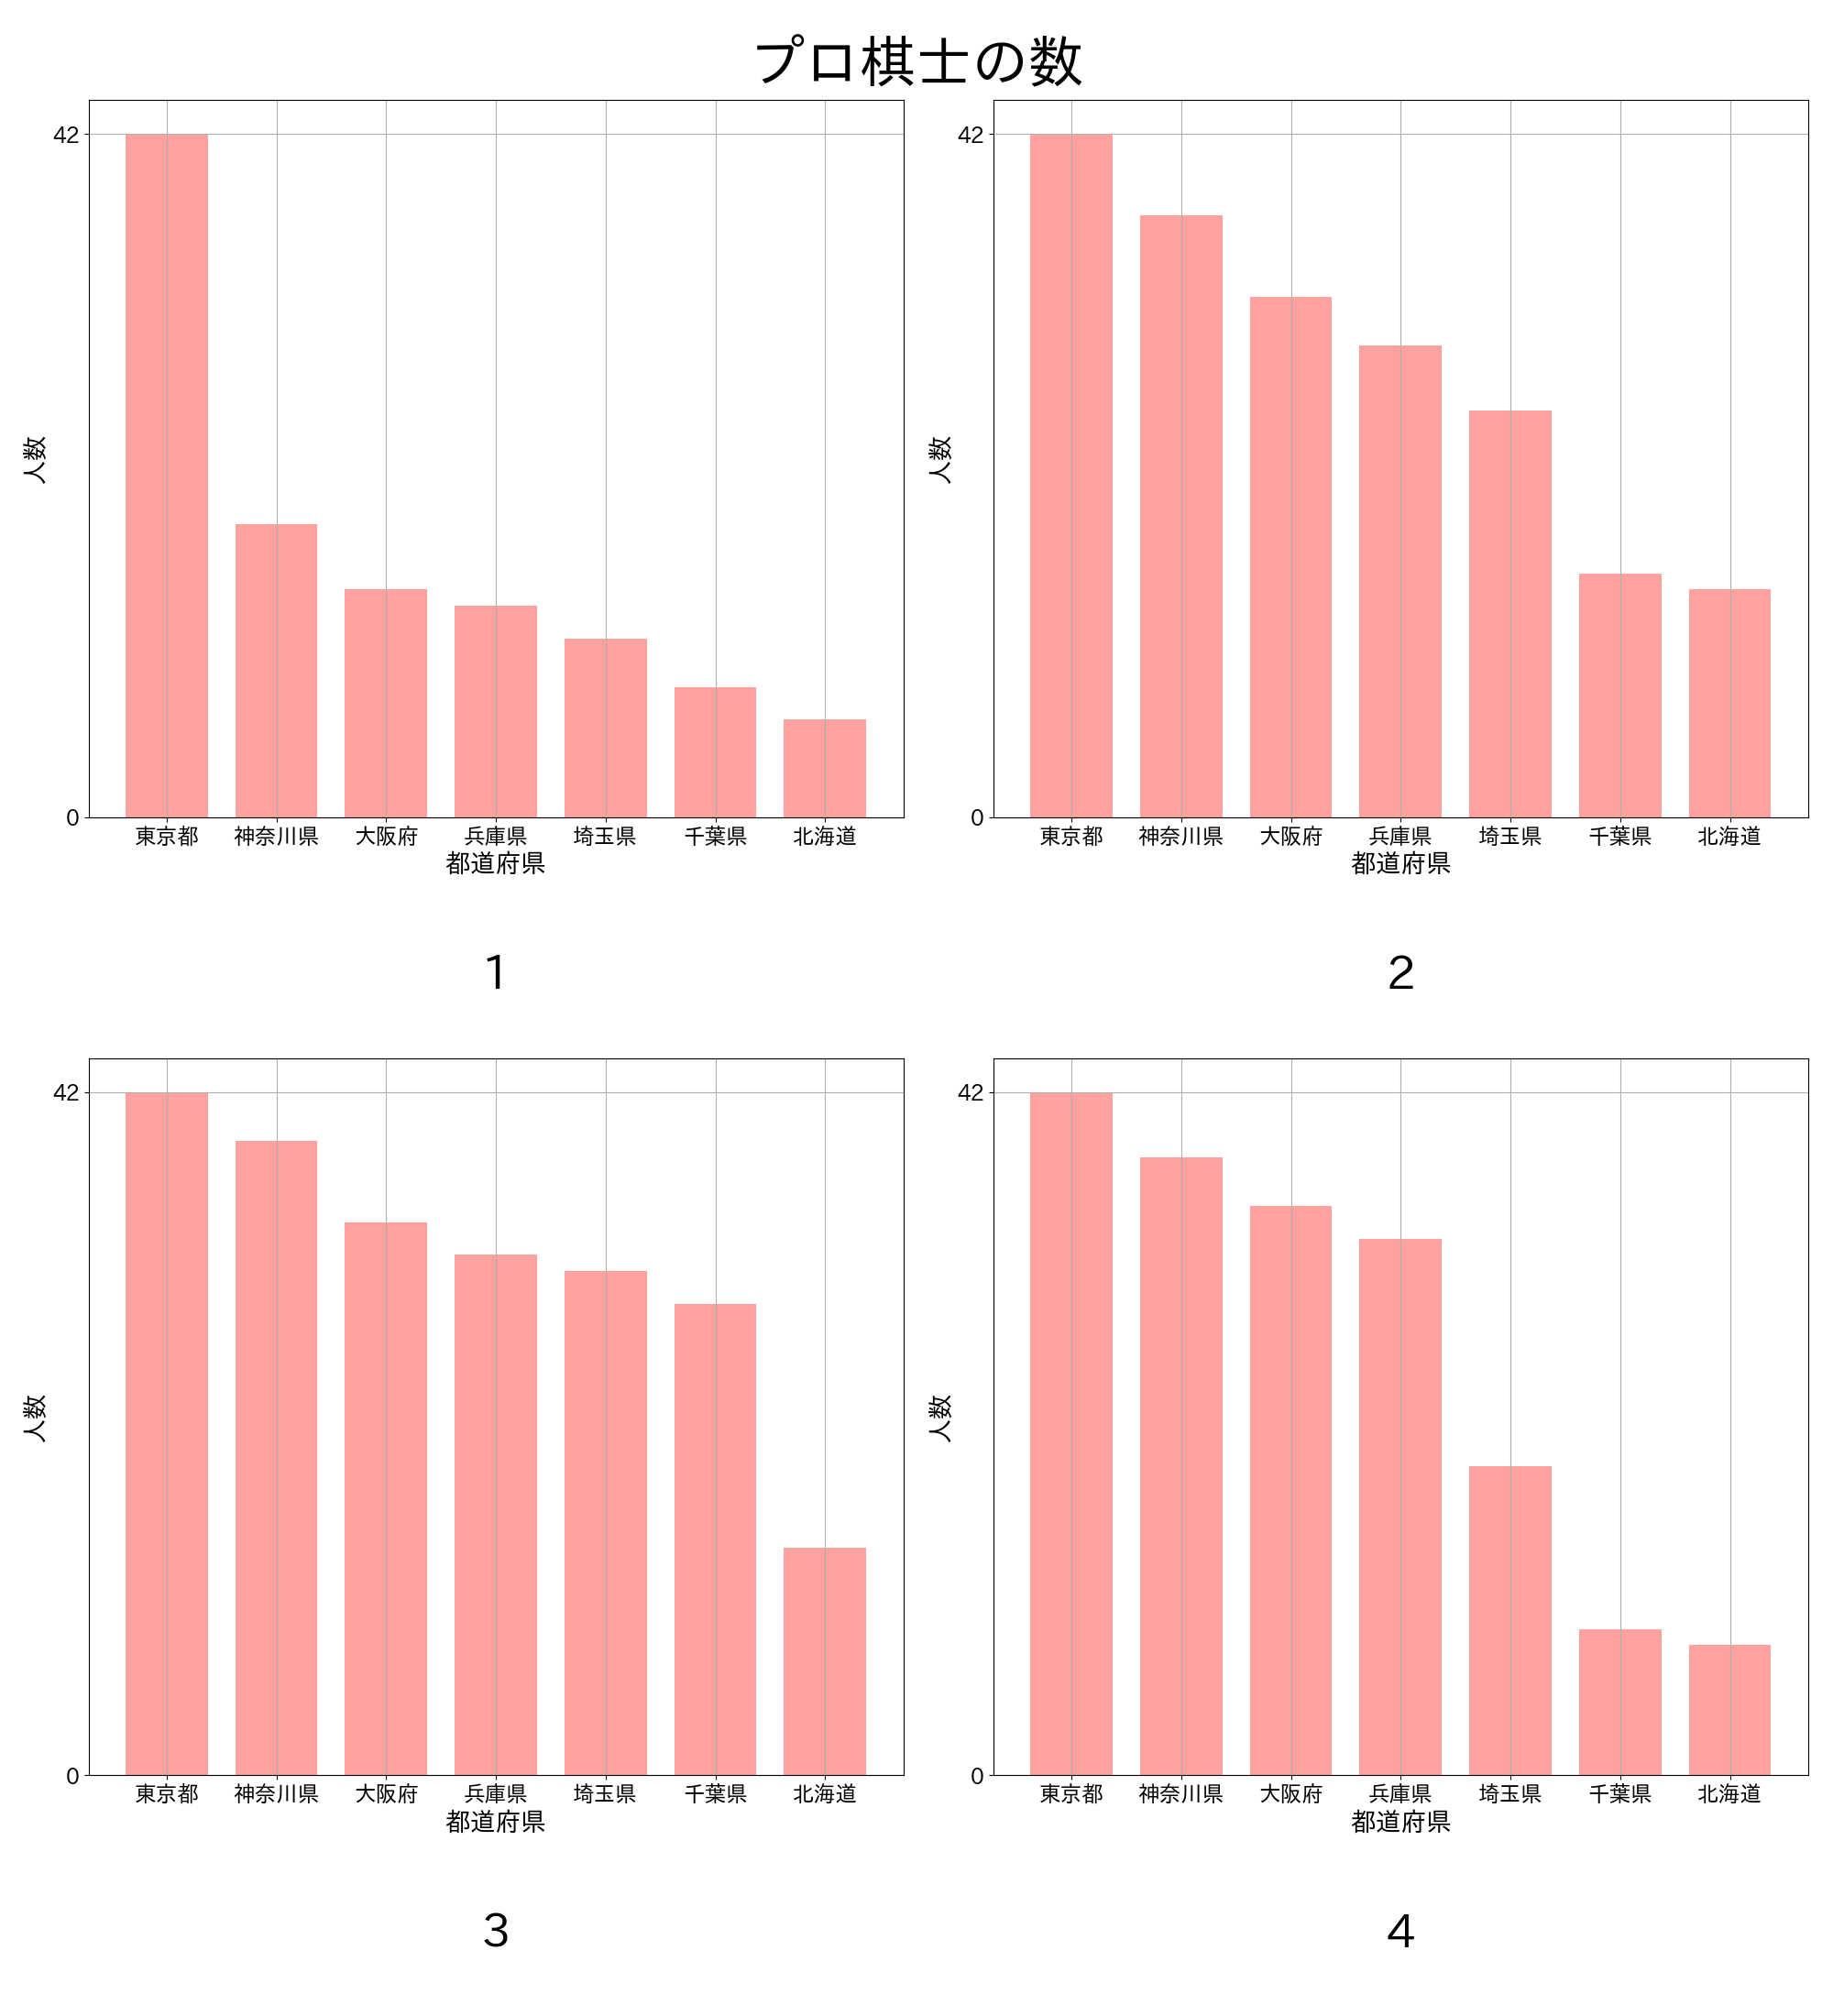 プロ棋士の数
42
0
人数
東京都 神奈川県 大阪府 兵庫県 埼玉県 千葉県 北海道
都道府県
1
42
0
人数
東京都 神奈川県 大阪府 兵庫県 埼玉県 千葉県 北海道
都道府県
2
42
0
人数
東京都 神奈川県 大阪府 兵庫県 埼玉県 千葉県 北海道
都道府県
3
42
0
人数
東京都 神奈川県 大阪府 兵庫県 埼玉県 千葉県 北海道
都道府県
4